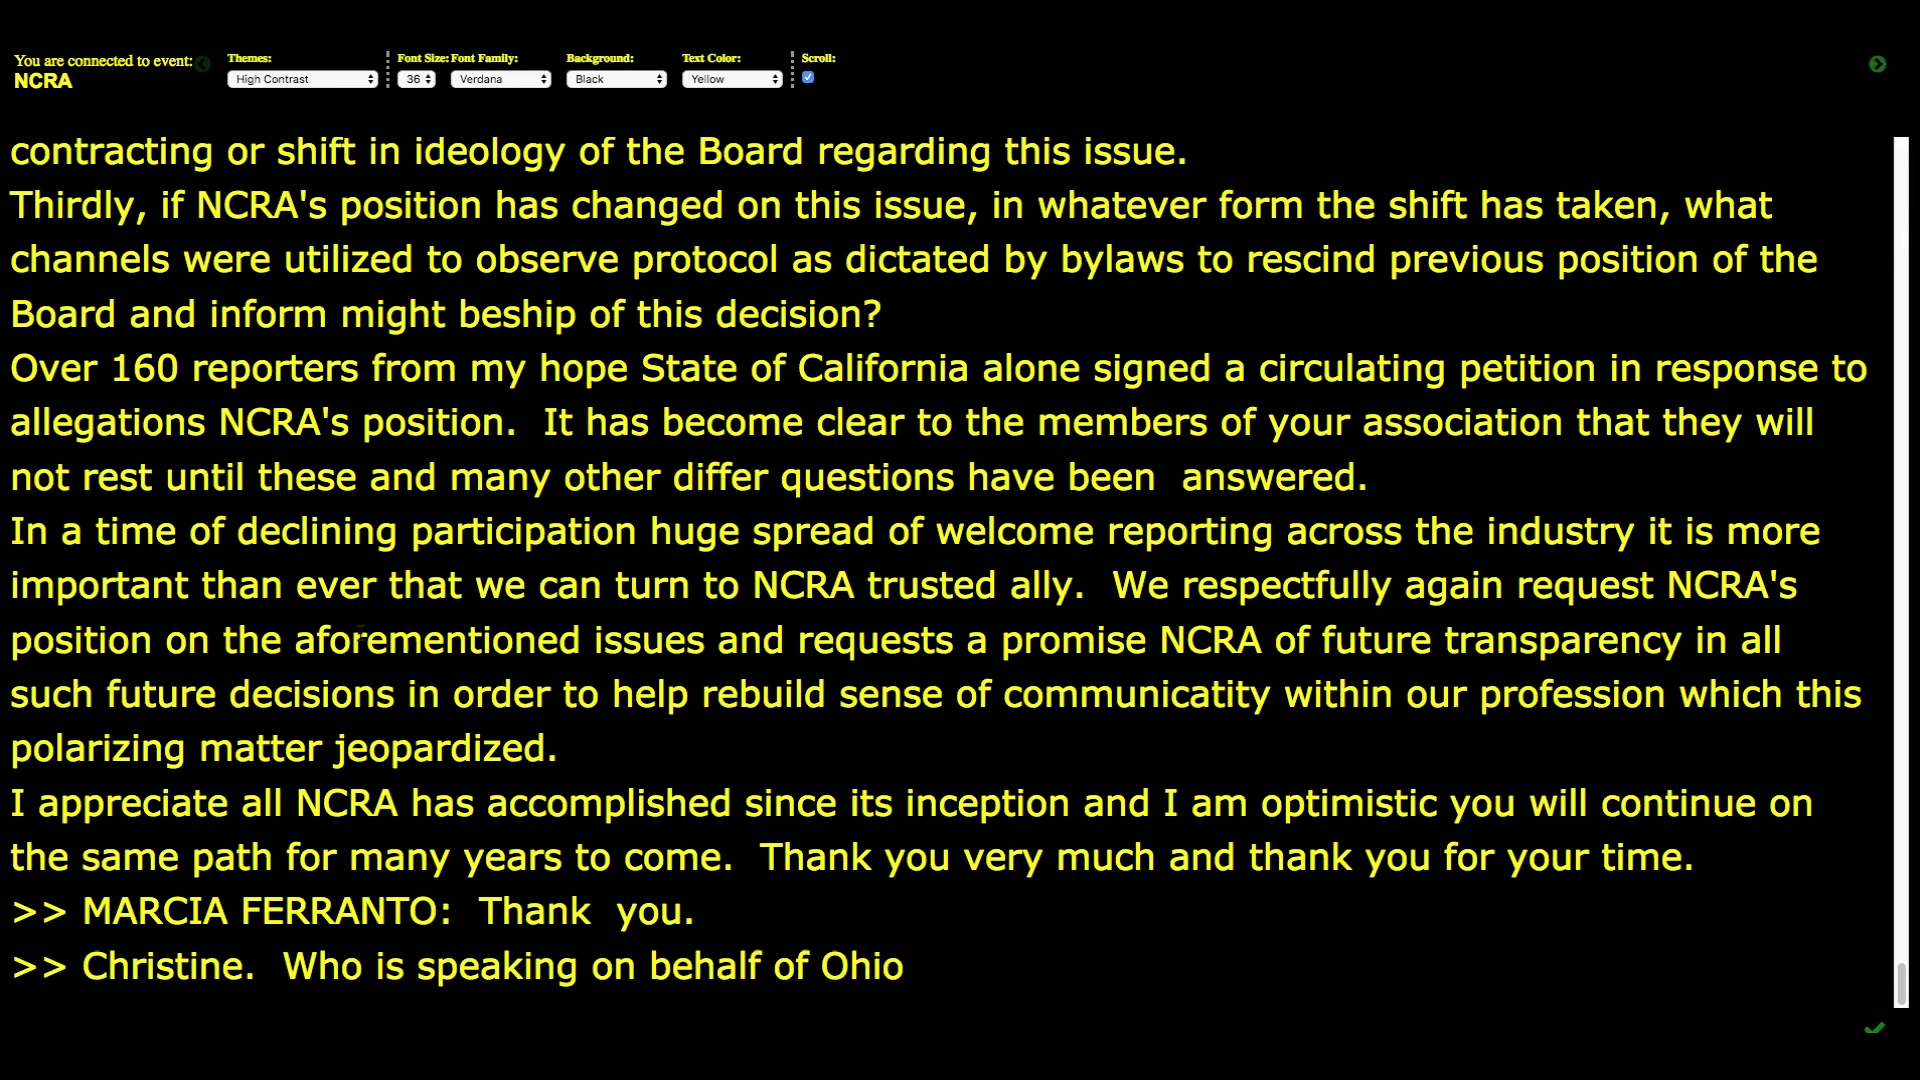 You are connected to event:
NCRA
Themes:
High Contrast
Font Size:
36
Font Family:
Verdana
Background:
Black
Text Color:
Yellow
Scroll:
contracting or shift in ideology of the Board regarding this issue.
Thirdly, if NCRA's position has changed on this issue, in whatever form the shift has taken, what
channels were utilized to observe protocol as dictated by bylaws to rescind previous position of the
Board and inform might beship of this decision?
Over 160 reporters from my hope State of California alone signed a circulating petition in response to
allegations NCRA's position.  It has become clear to the members of your association that they will
not rest until these and many other differ questions have been  answered.
In a time of declining participation huge spread of welcome reporting across the industry it is more
important than ever that we can turn to NCRA trusted ally.  We respectfully again request NCRA's
position on the aforementioned issues and requests a promise NCRA of future transparency in all
such future decisions in order to help rebuild sense of communicatity within our profession which this
polarizing matter jeopardized.
I appreciate all NCRA has accomplished since its inception and I am optimistic you will continue on
the same path for many years to come.  Thank you very much and thank you for your time.
>> MARCIA FERRANTO:  Thank  you.
>> Christine.  Who is speaking on behalf of Ohio